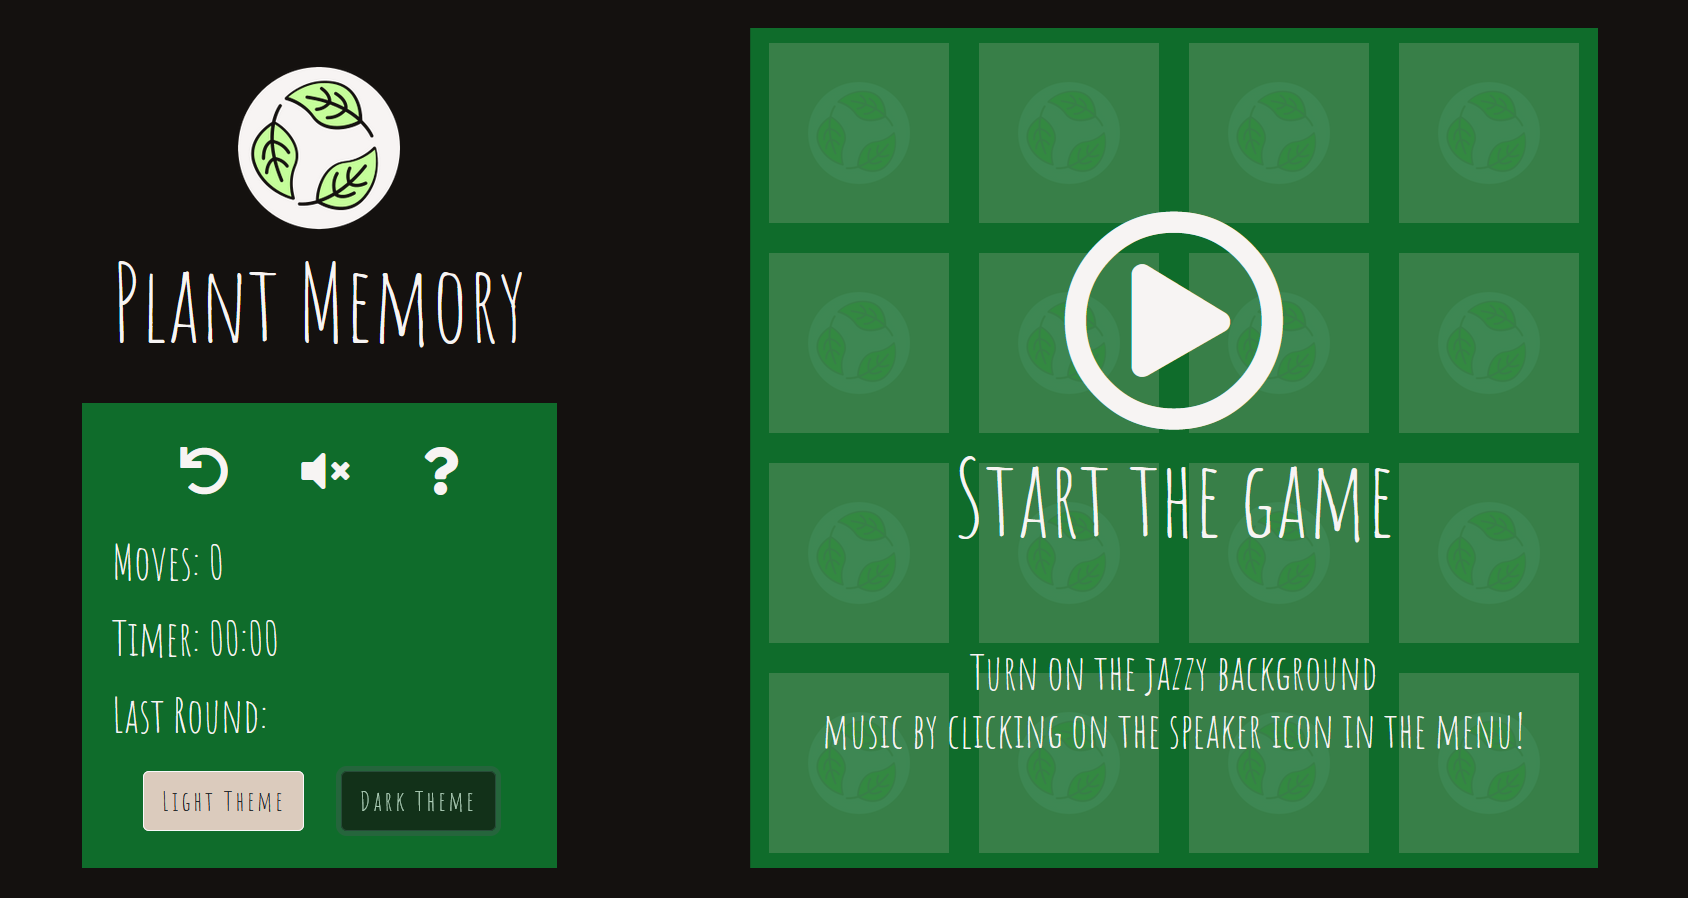 Plant Memory
Moves: 0
Timer: 00:00
Last Round:
Light Theme
Dark Theme
Start the game
Turn on the jazzy background
music by clicking on the speaker icon in the menu!